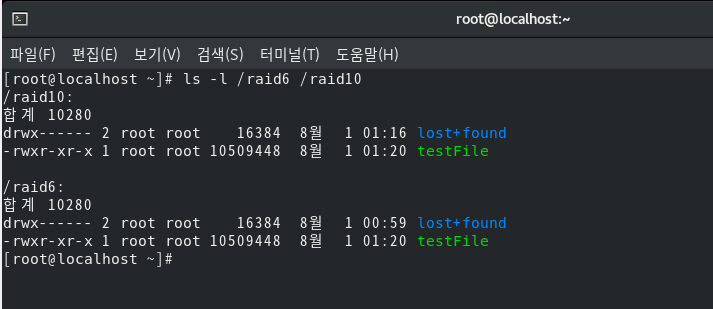 root@localhost:~
파일(F) 편집(E) 보기(V) 검색(S) 터미널(T) 도움말(H)
[root@localhost ~]# ls -l /raid6 /raid10
/raid10:
합계 10280
drwx------ 2 root root    16384  8월   1 01:16 lost+found
-rwxr-xr-x 1 root root 10509448  8월   1 01:20 testFile

/raid6:
합계 10280
drwx------ 2 root root    16384  8월   1 00:59 lost+found
-rwxr-xr-x 1 root root 10509448  8월   1 01:20 testFile
[root@localhost ~]#